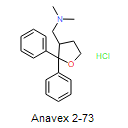 N
O
HCl
Anavex 2-73